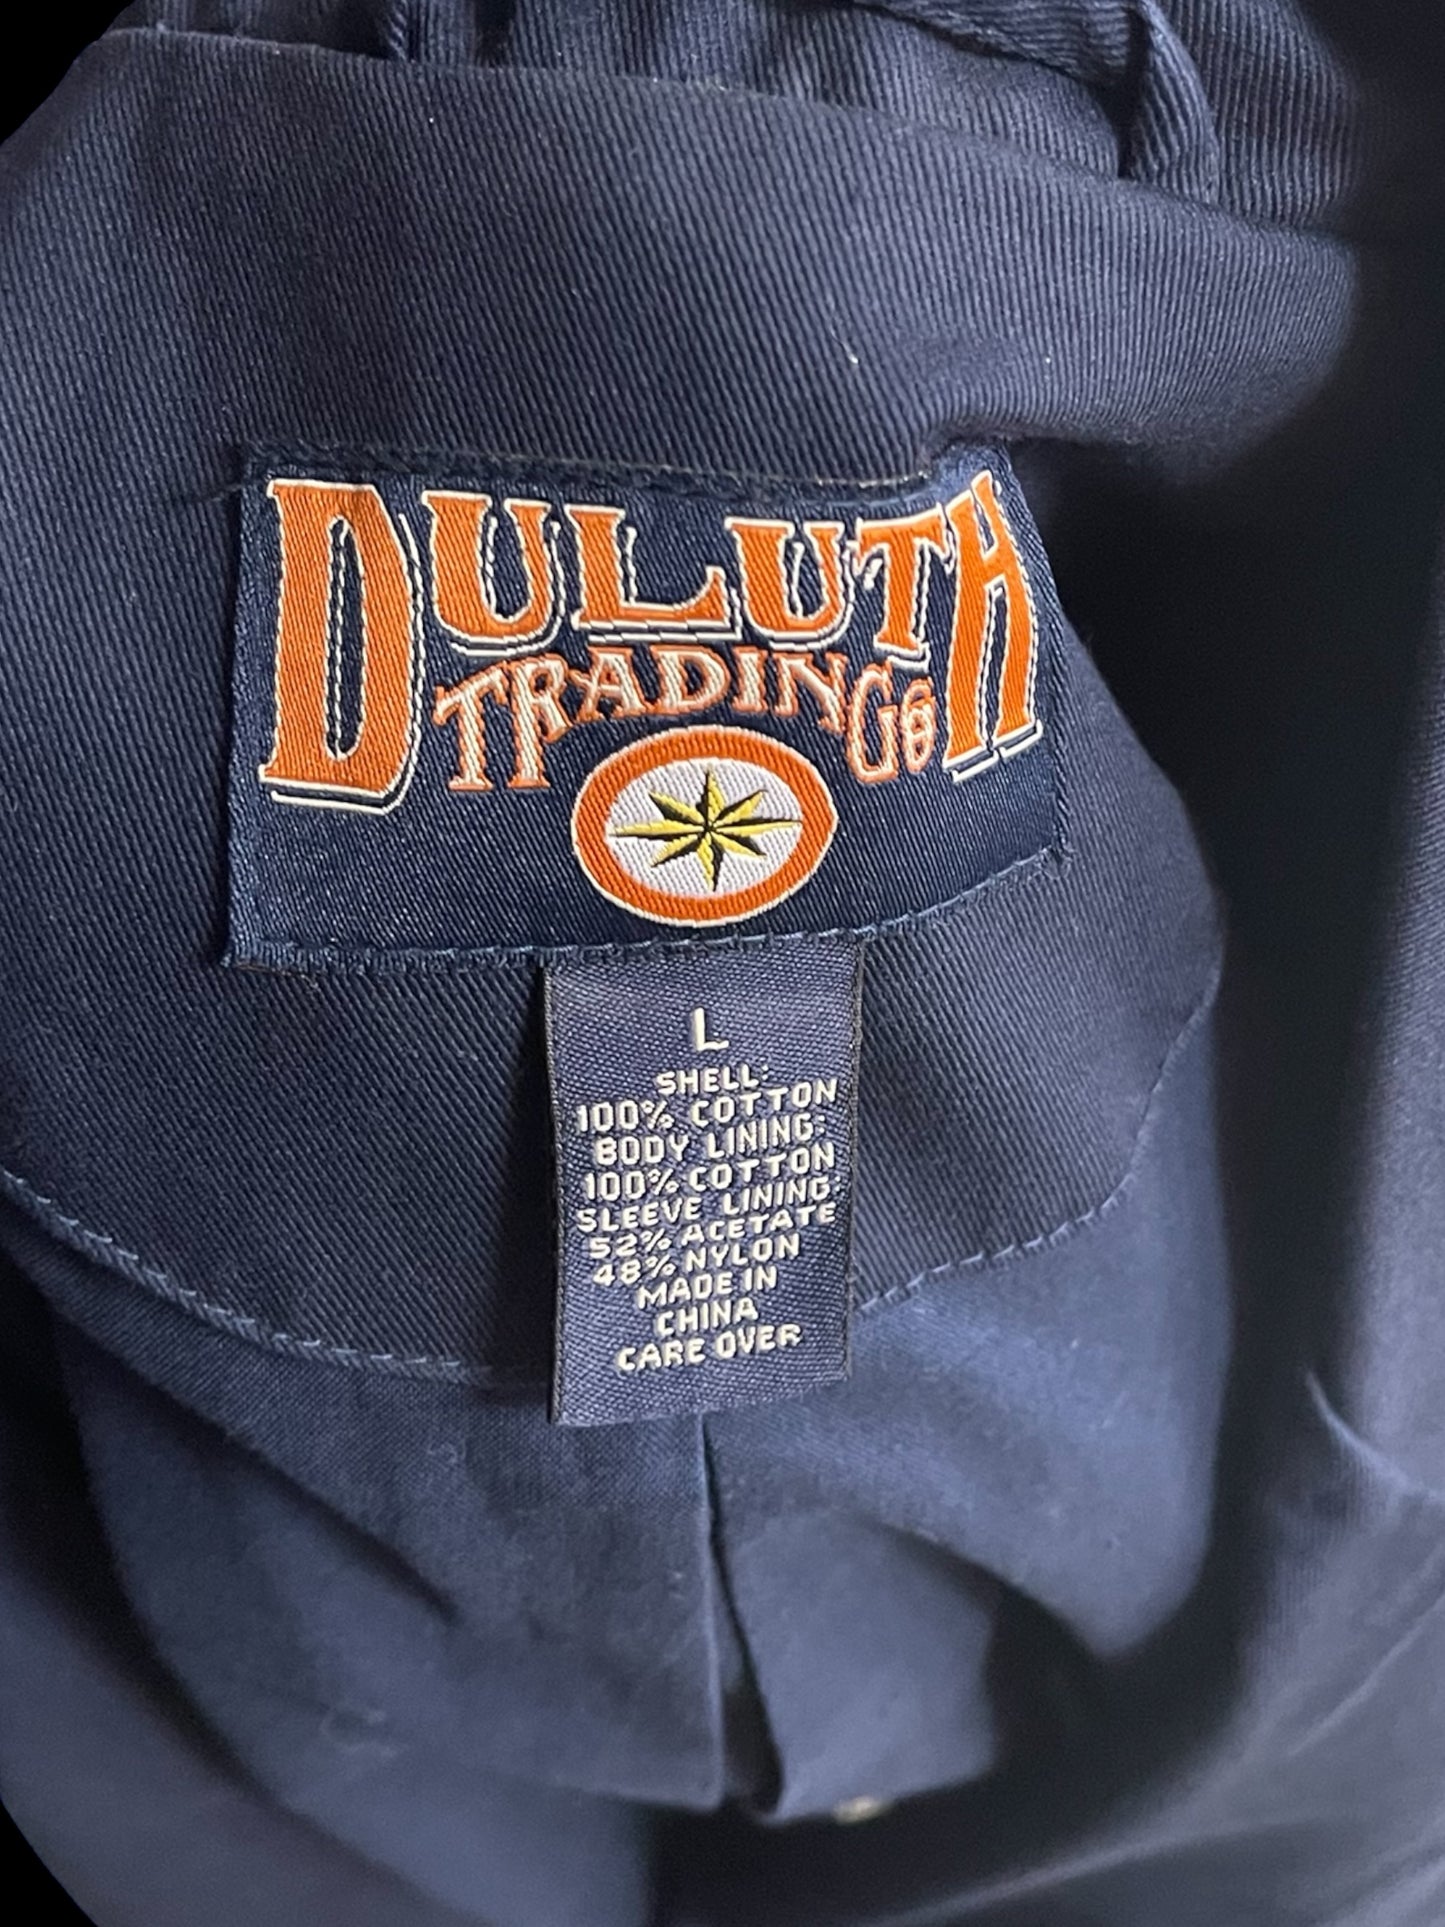 DULUTH
TRADING Co
L
SHELL:
100% COTTON
BODY LINING:
100% COTTON
SLEEVE LINING:
52% ACETATE
48% NYLON
MADE IN
CHINA
CARE OVER